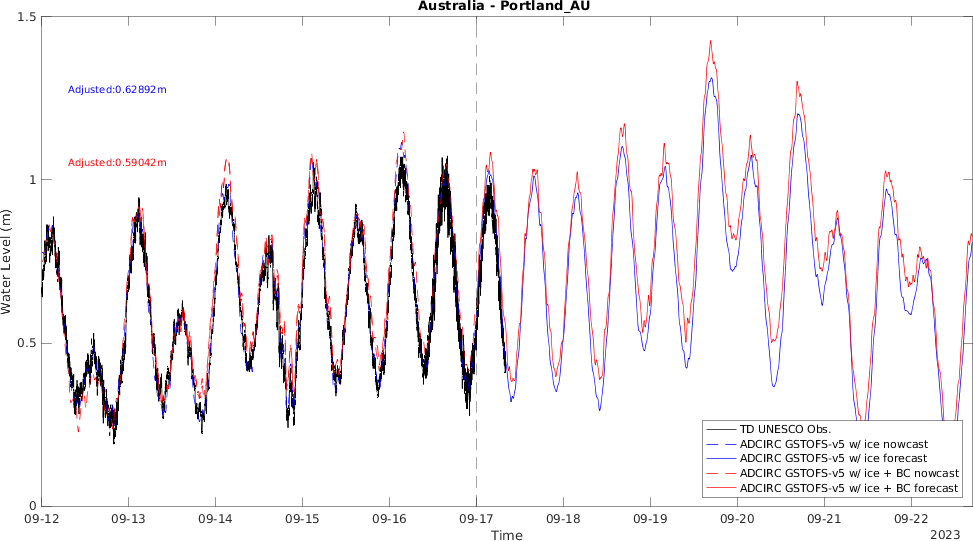 Australia - Portland_AU
1.5
Adjusted:0.62892m
Adjusted:0.59042m
1
Water Level (m)
0.5
TD UNESCO Obs.
ADCIRC GSTOFS-v5 w/ ice nowcast
ADCIRC GSTOFS-v5 w/ ice forecast
ADCIRC GSTOFS-v5 w/ ice + BC nowcast
ADCIRC GSTOFS-v5 w/ ice + BC forecast
0
09-12 09-13 09-14 09-15 09-16 09-17 09-18 09-19 09-20 09-21 09-22
Time
2023